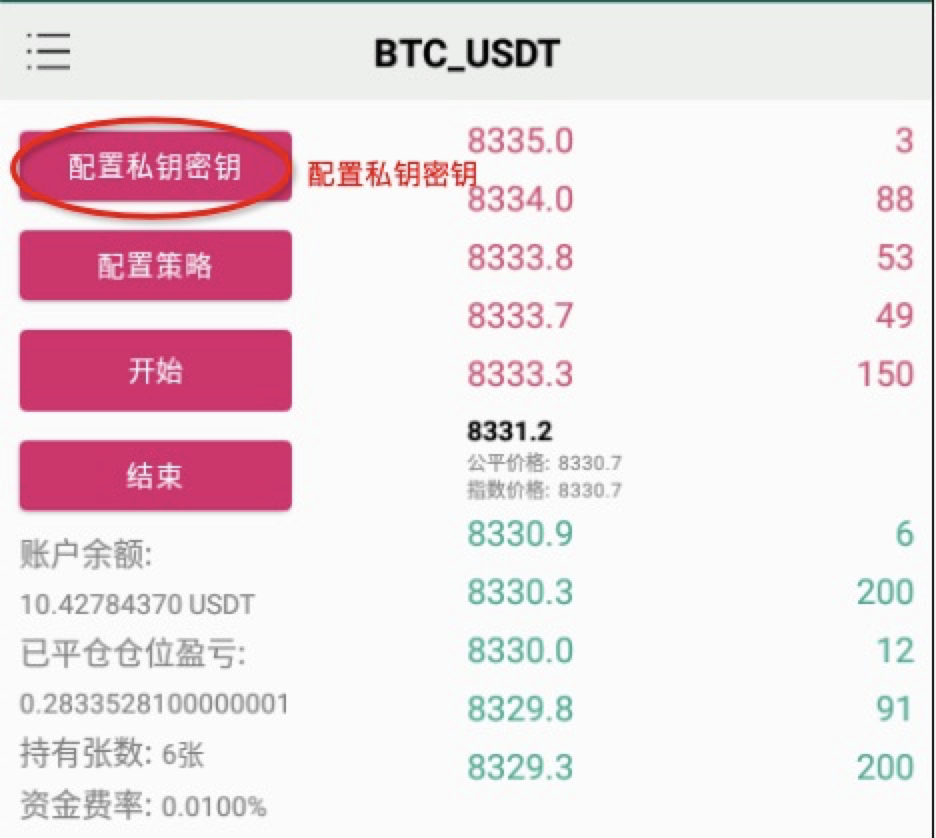 BTC_USDT
配置私钥密钥
配置私钥密钥
配置策略
开始
结束
账户余额:
10.42784370 USDT
已平仓仓位盈亏:
0.2833528100000001
持有张数: 6张
资金费率: 0.0100%
8335.0 3
8334.0 88
8333.8 53
8333.7 49
8333.3 150
8331.2
公平价格: 8330.7
指数价格: 8330.7
8330.9 6
8330.3 200
8330.0 12
8329.8 91
8329.3 200